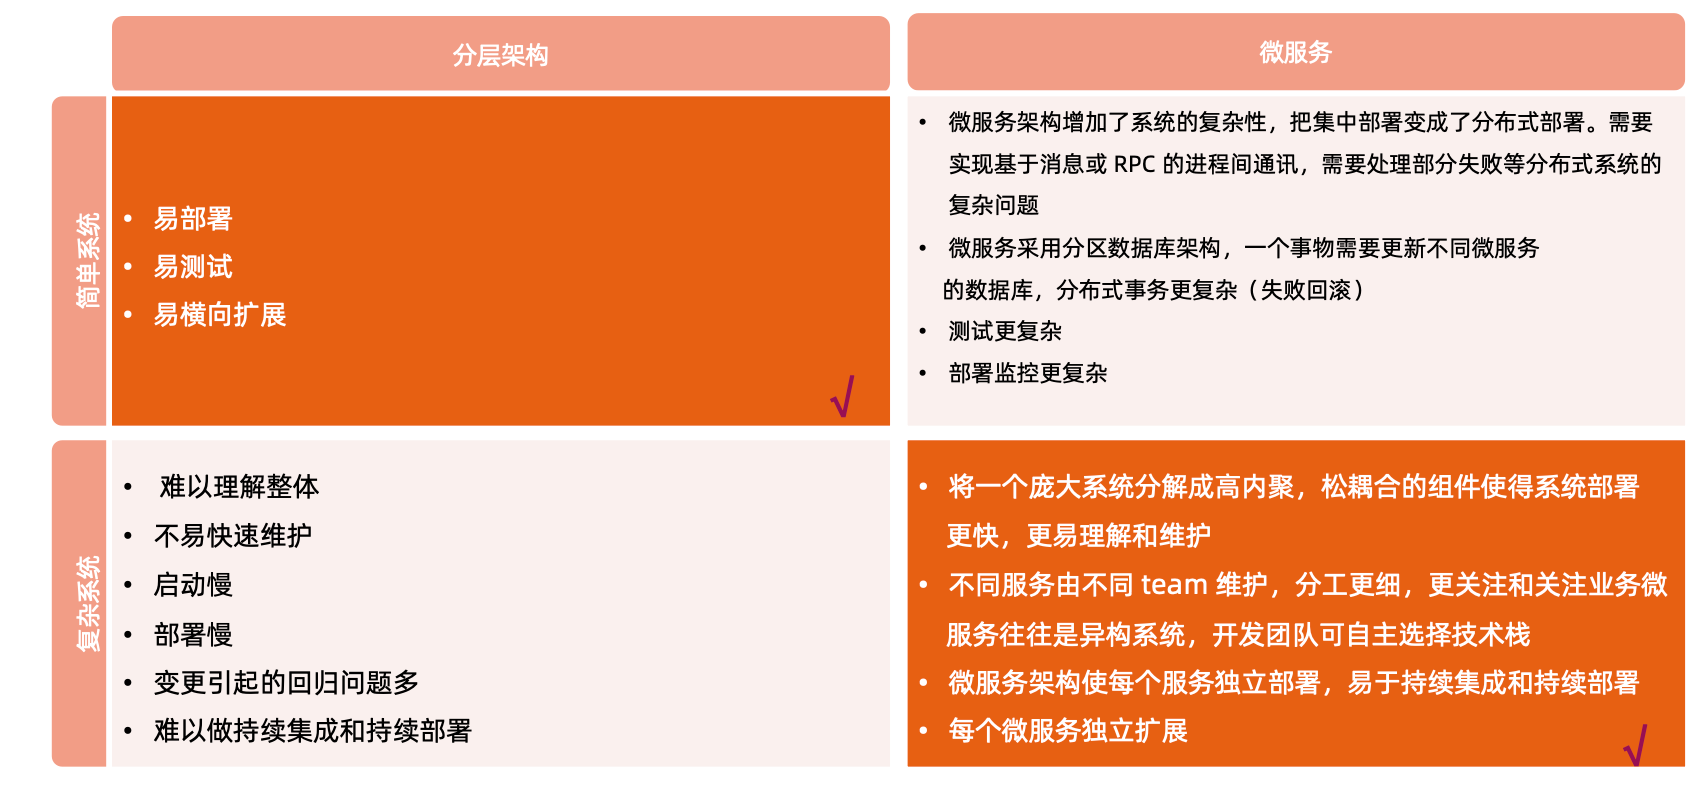 分层架构
微服务
简单系统
• 易部署
• 易测试
• 易横向扩展
√
• 微服务架构增加了系统的复杂性，把集中部署变成了分布式部署。需要
实现基于消息或 RPC 的进程间通讯，需要处理部分失败等分布式系统的
复杂问题
• 微服务采用分区数据库架构，一个事物需要更新不同微服务
的数据库，分布式事务更复杂（失败回滚）
• 测试更复杂
• 部署监控更复杂
复杂系统
• 难以理解整体
• 不易快速维护
• 启动慢
• 部署慢
• 变更引起的回归问题多
• 难以做持续集成和持续部署
• 将一个庞大系统分解成高内聚，松耦合的组件使得系统部署
更快，更易理解和维护
• 不同服务由不同 team 维护，分工更细，更关注和关注业务微
服务往往是异构系统，开发团队可自主选择技术栈
• 微服务架构使每个服务独立部署，易于持续集成和持续部署
• 每个微服务独立扩展
√